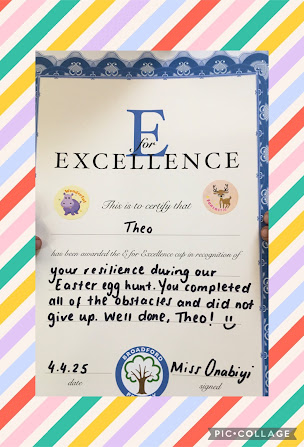 E
for
EXCELLENCE
This is to certify that
Theo
has been awarded the E for Excellence cup in recognition of
your resilience during our
Easter egg hunt. You completed
all of the obstacles and did not
give up. Well done, Theo! :)
4.4.25 Miss Onabiyi
date signed
BROADFORD
PIC•COLLAGE